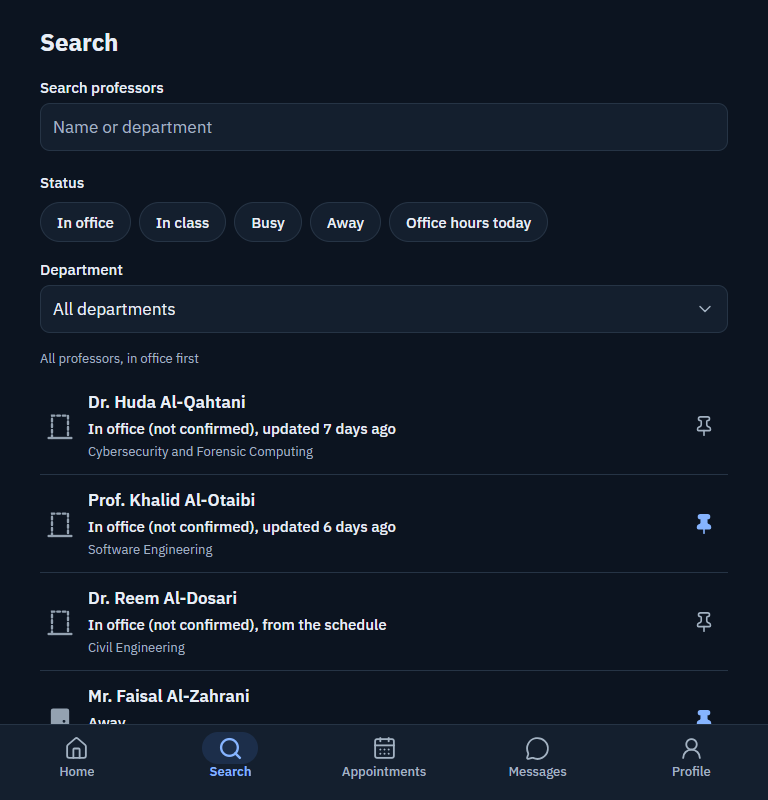 Search
Search professors
Name or department
Status
In office
In class
Busy
Away
Office hours today
Department
All departments
All professors, in office first
Dr. Huda Al-Qahtani
In office (not confirmed), updated 7 days ago
Cybersecurity and Forensic Computing
Prof. Khalid Al-Otaibi
In office (not confirmed), updated 6 days ago
Software Engineering
Dr. Reem Al-Dosari
In office (not confirmed), from the schedule
Civil Engineering
Mr. Faisal Al-Zahrani
Away
Home
Search
Appointments
Messages
Profile